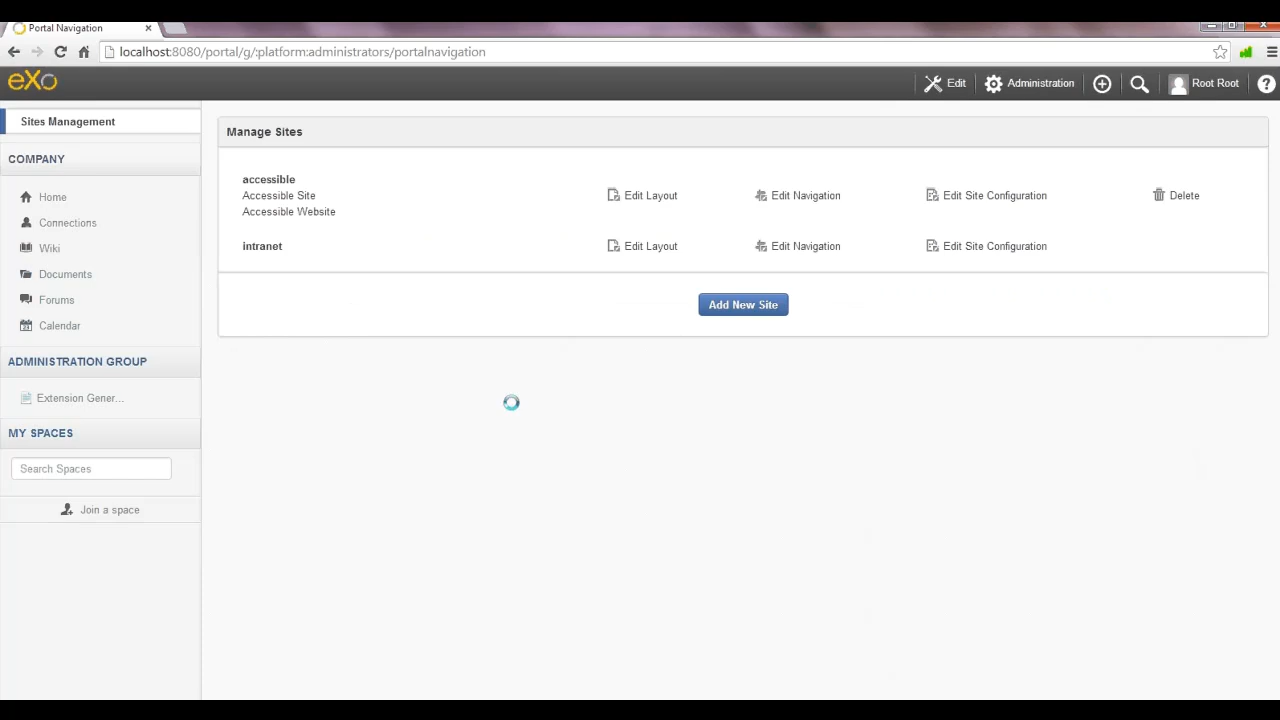 Portal Navigation
localhost:8080/portal/g/:platform:administrators/portalnavigation
eXo
Edit
Administration
Root Root
Sites Management
COMPANY
Home
Connections
Wiki
Documents
Forums
Calendar
ADMINISTRATION GROUP
Extension Gener...
MY SPACES
Search Spaces
Join a space
Manage Sites
accessible
Accessible Site Edit Layout Edit Navigation Edit Site Configuration Delete
Accessible Website
intranet Edit Layout Edit Navigation Edit Site Configuration
Add New Site